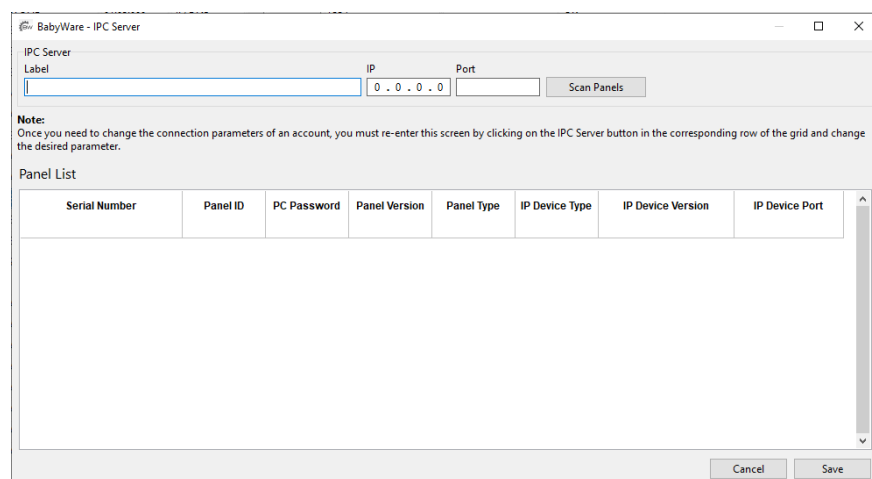 BabyWare - IPC Server
IPC Server
Label IP Port
0 . 0 . 0 . 0 Scan Panels
Note:
Once you need to change the connection parameters of an account, you must re-enter this screen by clicking on the IPC Server button in the corresponding row of the grid and change
the desired parameter.
Panel List
Serial Number Panel ID PC Password Panel Version Panel Type IP Device Type IP Device Version IP Device Port
Cancel Save